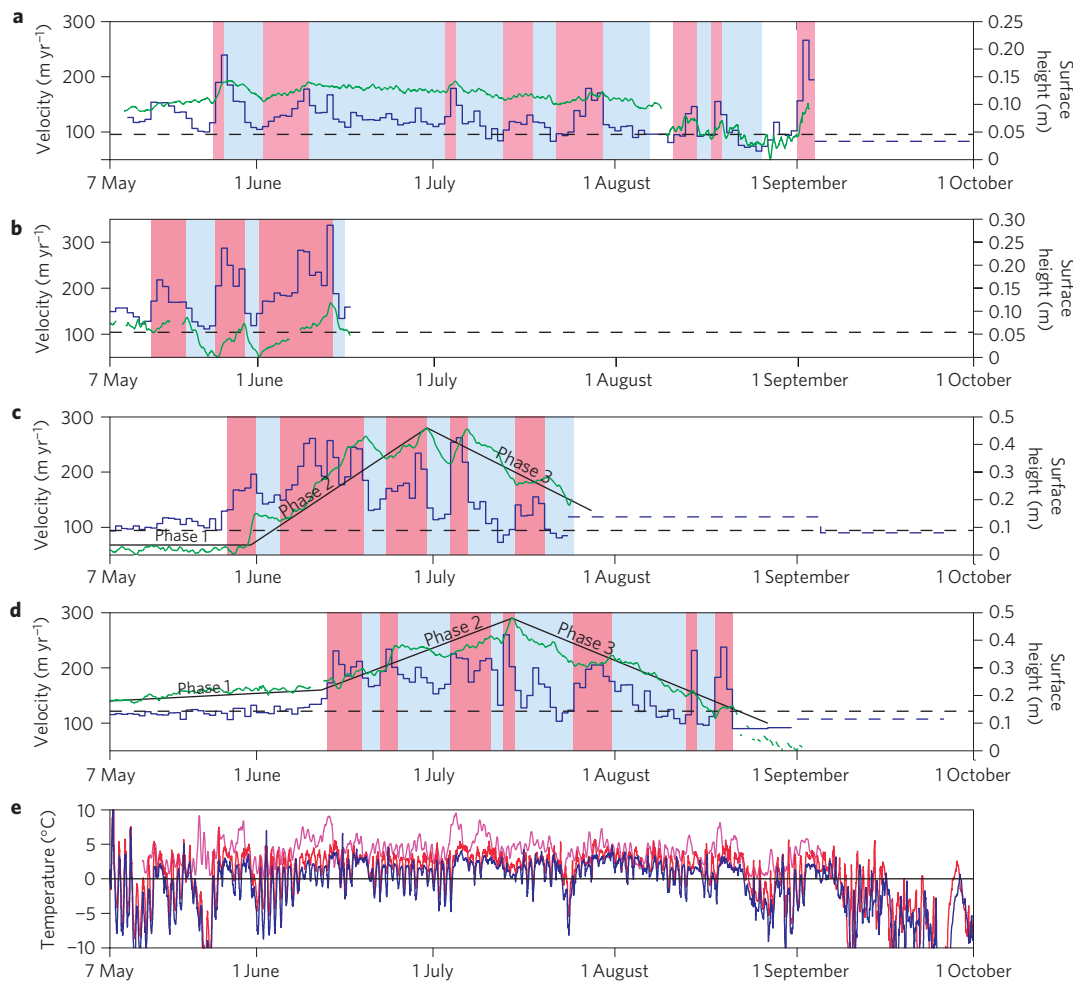 a
Velocity (m yr⁻¹)
300
200
100
0.25
0.20
0.15
0.10
0.05
0
Surface
height (m)
7 May
1 June
1 July
1 August
1 September
1 October
b
Velocity (m yr⁻¹)
300
200
100
0.30
0.25
0.20
0.15
0.10
0.05
0
Surface
height (m)
7 May
1 June
1 July
1 August
1 September
1 October
c
Velocity (m yr⁻¹)
300
200
100
Phase 1
Phase 2
Phase 3
0.5
0.4
0.3
0.2
0.1
0
Surface
height (m)
7 May
1 June
1 July
1 August
1 September
1 October
d
Velocity (m yr⁻¹)
300
200
100
Phase 1
Phase 2
Phase 3
0.5
0.4
0.3
0.2
0.1
0
Surface
height (m)
7 May
1 June
1 July
1 August
1 September
1 October
e
Temperature (°C)
10
5
0
−5
−10
7 May
1 June
1 July
1 August
1 September
1 October